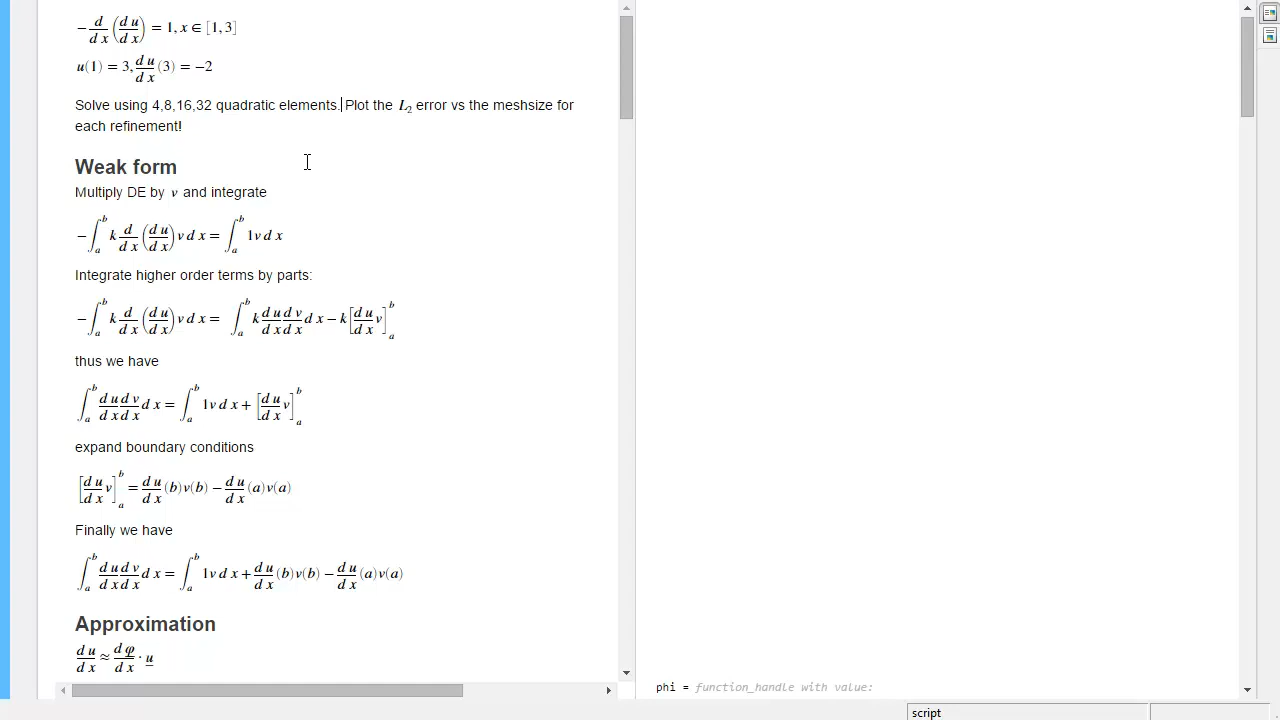 −d/dx(du/dx) = 1, x ∈ [1, 3]
u(1) = 3, du/dx(3) = −2
Solve using 4,8,16,32 quadratic elements. Plot the L₂ error vs the meshsize for
each refinement!
Weak form
Multiply DE by v and integrate
−∫ₐᵇ k d/dx(du/dx) v dx = ∫ₐᵇ 1v dx
Integrate higher order terms by parts:
−∫ₐᵇ k d/dx(du/dx) v dx = ∫ₐᵇ k du/dx dv/dx dx − k[du/dx v]ₐᵇ
thus we have
∫ₐᵇ du/dx dv/dx dx = ∫ₐᵇ 1v dx + [du/dx v]ₐᵇ
expand boundary conditions
[du/dx v]ₐᵇ = du/dx(b)v(b) − du/dx(a)v(a)
Finally we have
∫ₐᵇ du/dx dv/dx dx = ∫ₐᵇ 1v dx + du/dx(b)v(b) − du/dx(a)v(a)
Approximation
du/dx ≈ dφ/dx · u
phi = function_handle with value:
script